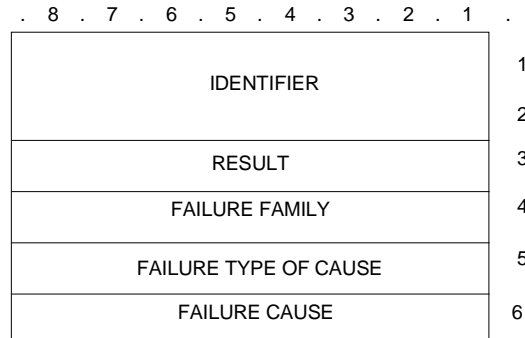 . 8 . 7 . 6 . 5 . 4 . 3 . 2 . 1 .
IDENTIFIER
1
2
RESULT 3
FAILURE FAMILY 4
FAILURE TYPE OF CAUSE 5
FAILURE CAUSE 6